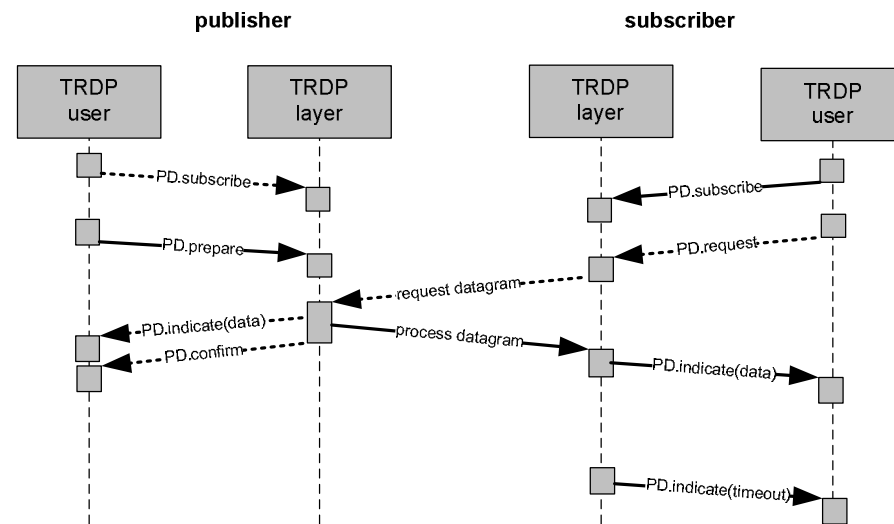 publisher
subscriber
TRDP
user
TRDP
layer
TRDP
layer
TRDP
user
PD.subscribe
PD.subscribe
PD.prepare
PD.request
request datagram
PD.indicate(data)
process datagram
PD.confirm
PD.indicate(data)
PD.indicate(timeout)